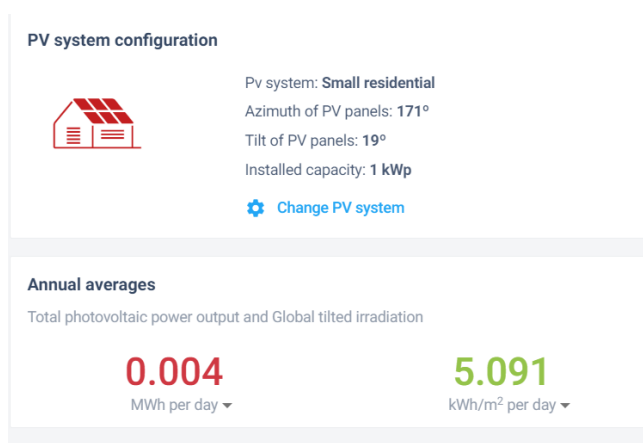 PV system configuration
Pv system: Small residential
Azimuth of PV panels: 171º
Tilt of PV panels: 19º
Installed capacity: 1 kWp
Change PV system
Annual averages
Total photovoltaic power output and Global tilted irradiation
0.004 5.091
MWh per day kWh/m² per day